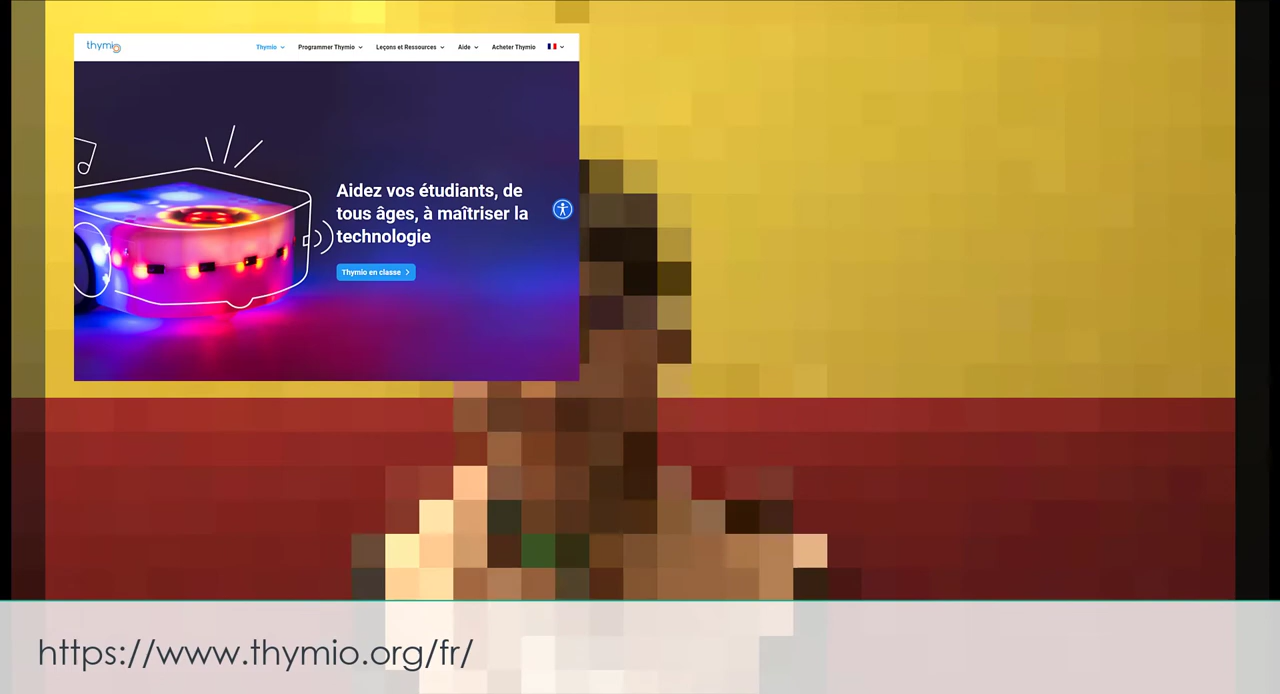 thymio
Thymio Programmer Thymio Leçons et Ressources Aide Acheter Thymio
Aidez vos étudiants, de
tous âges, à maîtriser la
technologie
Thymio en classe
https://www.thymio.org/fr/